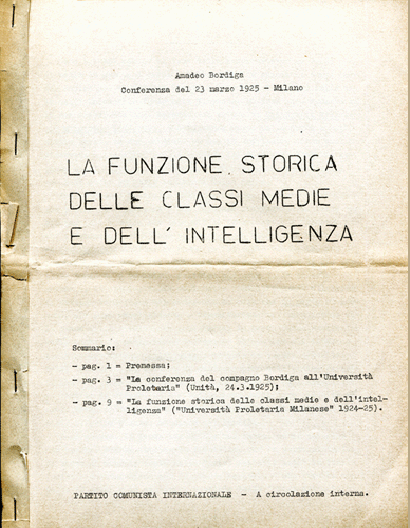 Amadeo Bordiga
Conferenza del 23 marzo 1925 - Milano
LA FUNZIONE STORICA
DELLE CLASSI MEDIE
E DELL' INTELLIGENZA
Sommario:
- pag. 1 = Premessa;
- pag. 3 = "La conferenza del compagno Bordiga all'Università
Proletaria" (Unità, 24.3.1925);
- pag. 9 = "La funzione storica delle classi medie e dell'intel-
ligenza" ("Università Proletaria Milanese" 1924-25).
PARTITO COMUNISTA INTERNAZIONALE - A circolazione interna.